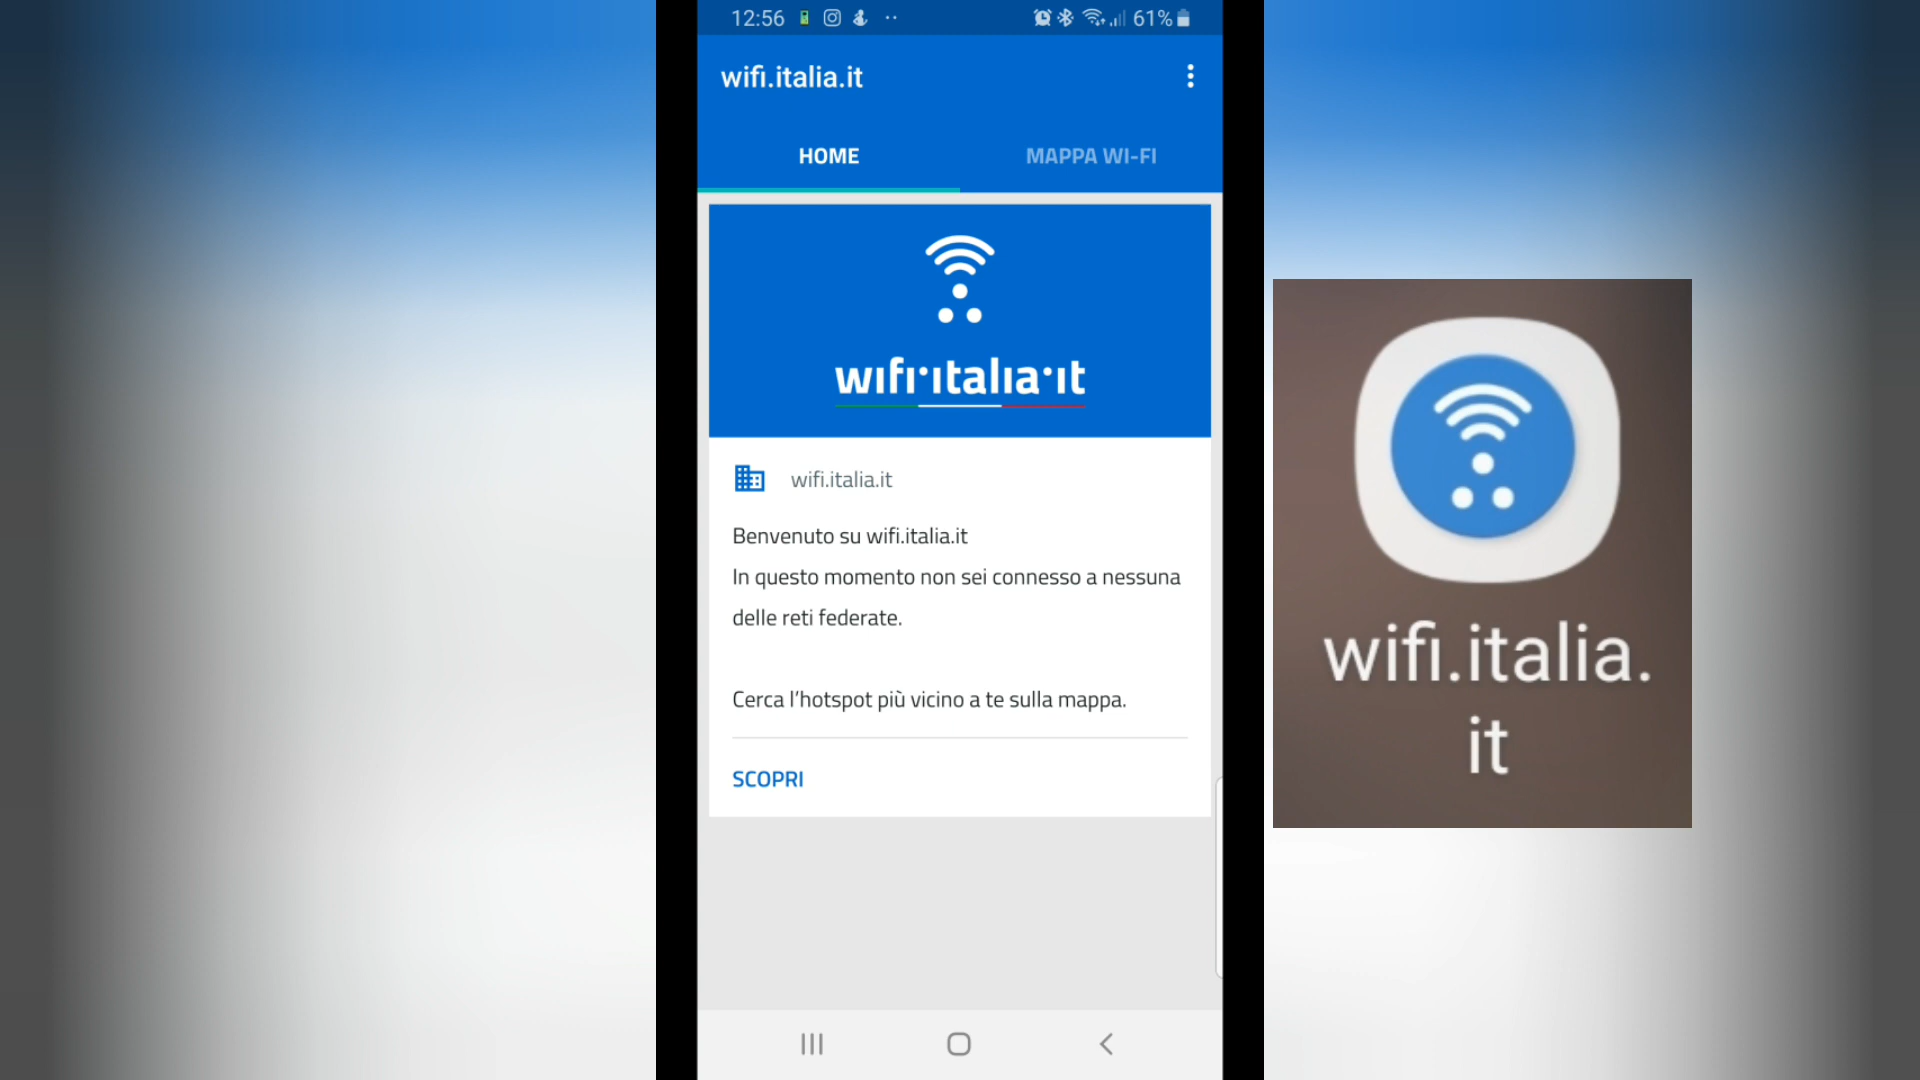 12:56
61%
wifi.italia.it
HOME
MAPPA WI-FI
wifi•italia•it
wifi.italia.it
Benvenuto su wifi.italia.it
In questo momento non sei connesso a nessuna
delle reti federate.
Cerca l’hotspot più vicino a te sulla mappa.
SCOPRI
wifi.italia.
it